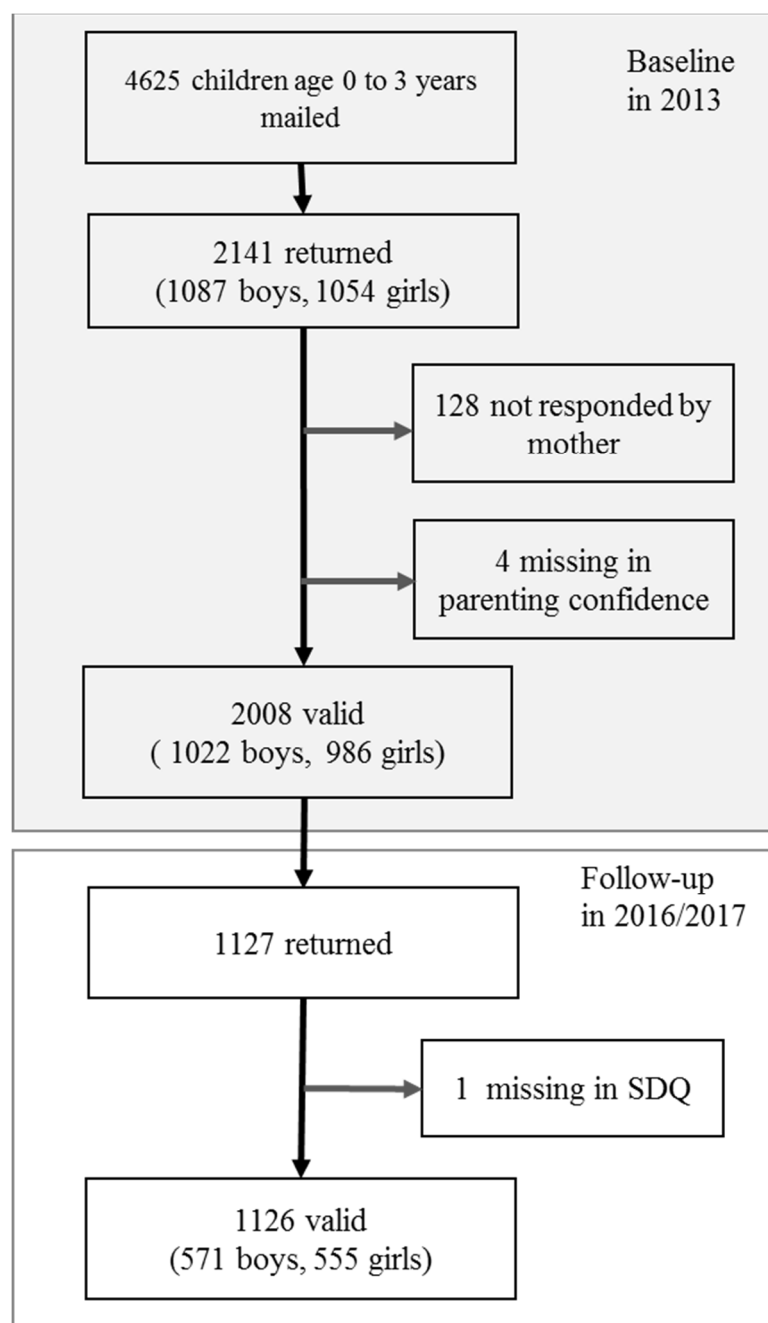 4625 children age 0 to 3 years
mailed
Baseline
in 2013
2141 returned
(1087 boys, 1054 girls)
128 not responded by
mother
4 missing in
parenting confidence
2008 valid
( 1022 boys, 986 girls)
Follow-up
in 2016/2017
1127 returned
1 missing in SDQ
1126 valid
(571 boys, 555 girls)